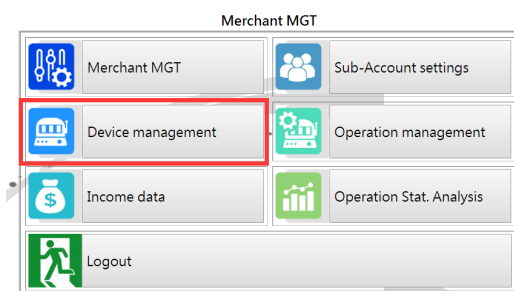 Merchant MGT
Merchant MGT
Sub-Account settings
Device management
Operation management
$
Income data
Operation Stat. Analysis
Logout